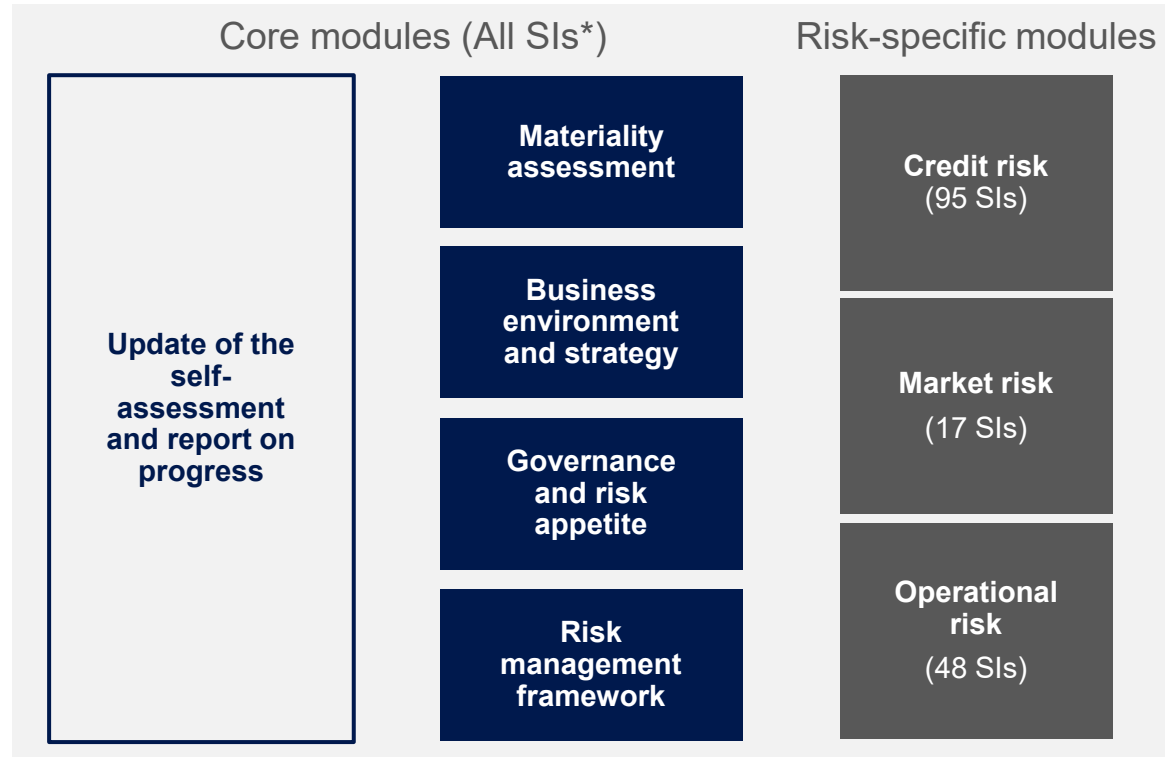 Core modules (All SIs*)
Risk-specific modules
Update of the
self-
assessment
and report on
progress
Materiality
assessment
Business
environment
and strategy
Governance
and risk
appetite
Risk
management
framework
Credit risk
(95 SIs)
Market risk
(17 SIs)
Operational
risk
(48 SIs)